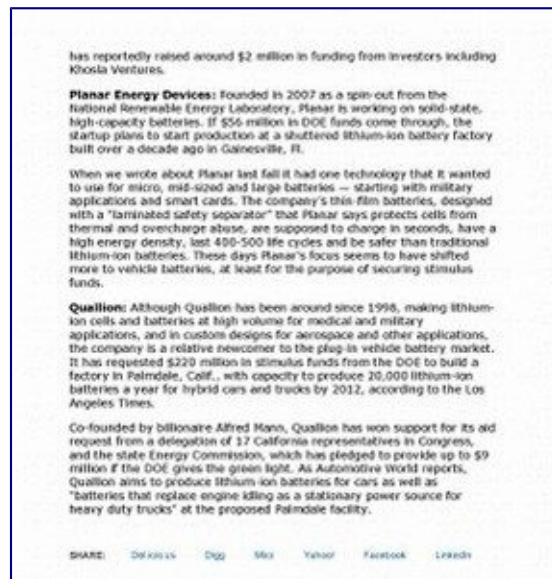 has reportedly raised around $2 million in funding from investors including
Khosla Ventures.
Planar Energy Devices: Founded in 2007 as a spin-out from the
National Renewable Energy Laboratory, Planar is working on solid-state,
high-capacity batteries. If $56 million in DOE funds come through, the
startup plans to start production at a shuttered lithium-ion battery factory
built over a decade ago in Gainesville, Fl.
When we wrote about Planar last fall it had one technology that it wanted
to use for micro, mid-sized and large batteries — starting with military
applications and smart cards. The company's thin-film batteries, designed
with a "laminated safety separator" that Planar says protects cells from
thermal and overcharge abuse, are supposed to charge in seconds, have a
high energy density, last 400-500 life cycles and be safer than traditional
lithium-ion batteries. These days Planar's focus seems to have shifted
more to vehicle batteries, at least for the purpose of securing stimulus
funds.
Quallion: Although Quallion has been around since 1998, making lithium-
ion cells and batteries at high volume for medical and military
applications, and in custom designs for aerospace and other applications,
the company is a relative newcomer to the plug-in vehicle battery market.
It has requested $220 million in stimulus funds from the DOE to build a
factory in Palmdale, Calif., with capacity to produce 20,000 lithium-ion
batteries a year for hybrid cars and trucks by 2012, according to the Los
Angeles Times.
Co-founded by billionaire Alfred Mann, Quallion has won support for its aid
request from a delegation of 17 California representatives in Congress,
and the state Energy Commission, which has pledged to provide up to $9
million if the DOE gives the green light. As Automotive World reports,
Quallion aims to produce lithium-ion batteries for cars as well as
"batteries that replace engine idling as a stationary power source for
heavy duty trucks" at the proposed Palmdale facility.
SHARE: Del.icio.us Digg Mixx Yahoo! Facebook LinkedIn